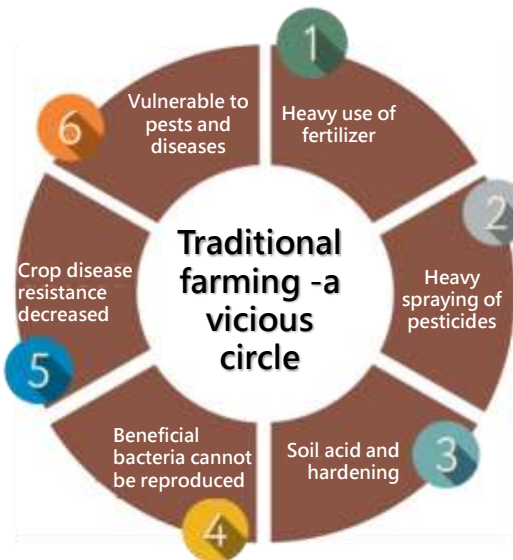 Traditional
farming -a
vicious
circle
1
Heavy use of
fertilizer
2
Heavy
spraying of
pesticides
3
Soil acid and
hardening
4
Beneficial
bacteria cannot
be reproduced
5
Crop disease
resistance
decreased
6
Vulnerable to
pests and
diseases